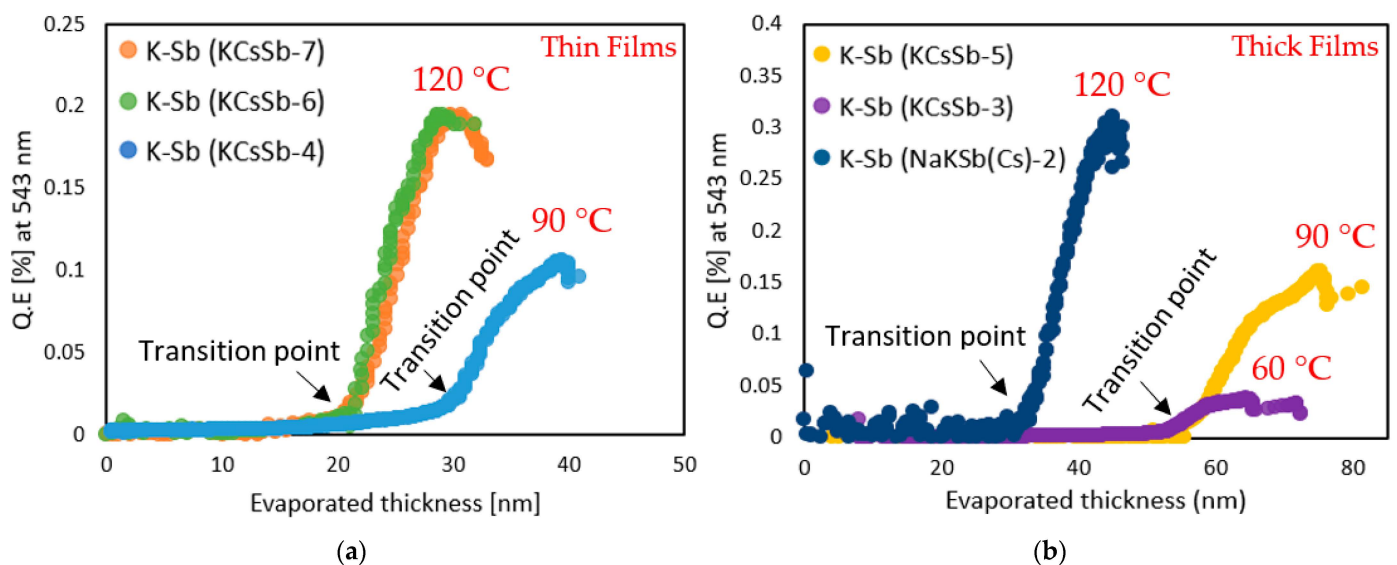 0.25
0.2
0.15
0.1
0.05
0
Q.E [%] at 543 nm
K-Sb (KCsSb-7)
K-Sb (KCsSb-6)
K-Sb (KCsSb-4)
Thin Films
120 °C
90 °C
Transition point
Transition point
0 10 20 30 40 50
Evaporated thickness [nm]
(a)
0.4
0.35
0.3
0.25
0.2
0.15
0.1
0.05
0
Q.E [%] at 543 nm
K-Sb (KCsSb-5)
K-Sb (KCsSb-3)
K-Sb (NaKSb(Cs)-2)
Thick Films
120 °C
90 °C
60 °C
Transition point
Transition point
0 20 40 60 80
Evaporated thickness (nm)
(b)